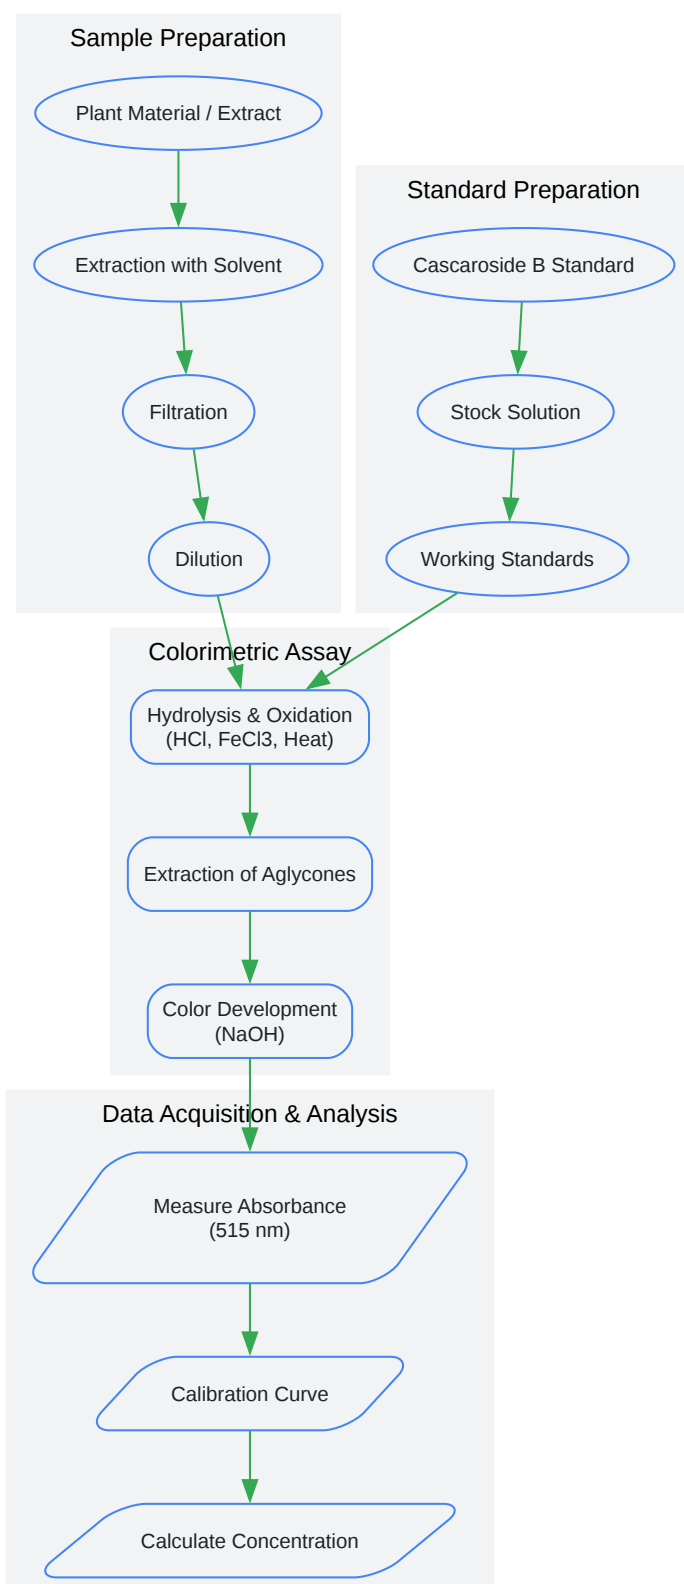 Sample Preparation
Plant Material / Extract
Extraction with Solvent
Filtration
Dilution
Standard Preparation
Cascaroside B Standard
Stock Solution
Working Standards
Colorimetric Assay
Hydrolysis & Oxidation
(HCl, FeCl3, Heat)
Extraction of Aglycones
Color Development
(NaOH)
Data Acquisition & Analysis
Measure Absorbance
(515 nm)
Calibration Curve
Calculate Concentration